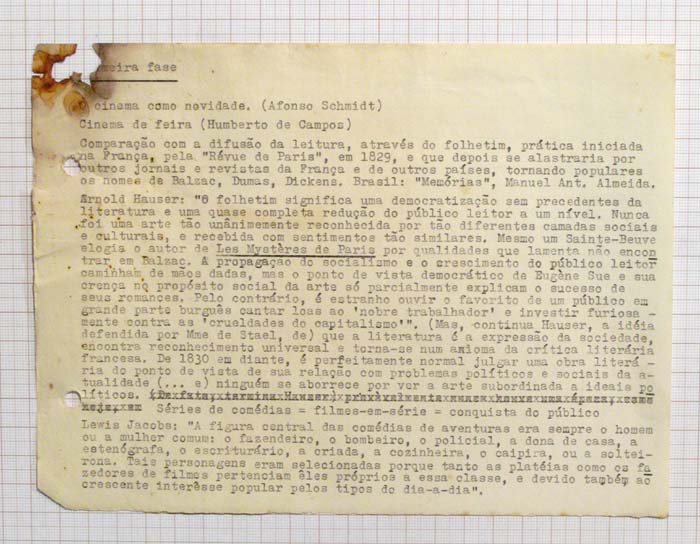 meira fase
O cinema como novidade. (Afonso Schmidt)
Cinema de feira (Humberto de Campos)
Comparação com a difusão da leitura, através do folhetim, prática iniciada
na França, pela "Révue de Paris", em 1829, e que depois se alastraria por
outros jornais e revistas da França e de outros países, tornando populares
os nomes de Balzac, Dumas, Dickens. Brasil: "Memórias", Manuel Ant. Almeida.
Arnold Hauser: "O folhetim significa uma democratização sem precedentes da
literatura e uma quase completa redução do público leitor a um nível. Nunca
foi uma arte tão unânimemente reconhecida por tão diferentes camadas sociais
e culturais, e recebida com sentimentos tão similares. Mesmo um Sainte-Beuve
elogia o autor de Les Mystères de Paris por qualidades que lamenta não encon
trar em Balzac. A propagação do socialismo e o crescimento do público leitor
caminham de mãos dadas, mas o ponto de vista democrático de Eugène Sue e sua
crença no propósito social da arte só parcialmente explicam o sucesso de
seus romances. Pelo contrário, é estranho ouvir o favorito de um público em
grande parte burguês cantar loas ao 'nobre trabalhador' e investir furiosa -
mente contra as 'crueldades do capitalismo'". (Mas, continua Hauser, a idéia
defendida por Mme de Stael, de) que a literatura é a expressão da sociedade,
encontra reconhecimento universal e torna-se num axioma da crítica literária
francesa. De 1830 em diante, é perfeitamente normal julgar uma obra literá -
ria do ponto de vista de sua relação com problemas políticos e sociais da a-
tualidade (... e) ninguém se aborrece por ver a arte subordinada a ideais po
líticos. (De fato, termina Hauser)
Séries de comédias = filmes-em-série = conquista do público
Lewis Jacobs: "A figura central das comédias de aventuras era sempre o homem
ou a mulher comum: o fazendeiro, o bombeiro, o policial, a dona de casa, a
estenógrafa, o escriturário, a criada, a cozinheira, o caipira, ou a soltei-
rona. Tais personagens eram selecionadas porque tanto as platéias como os fa
zedores de filmes pertenciam êles próprios a essa classe, e devido também ao
crescente interêsse popular pelos tipos do dia-a-dia".